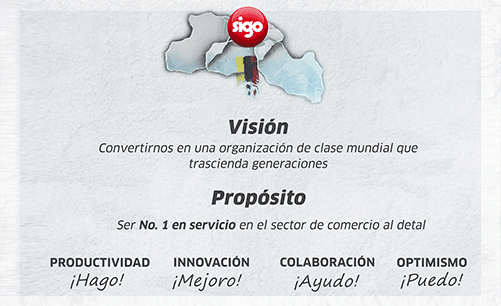 sigo
Visión
Convertirnos en una organización de clase mundial que
trascienda generaciones
Propósito
Ser No. 1 en servicio en el sector de comercio al detal
PRODUCTIVIDAD INNOVACIÓN COLABORACIÓN OPTIMISMO
¡Hago! ¡Mejoro! ¡Ayudo! ¡Puedo!